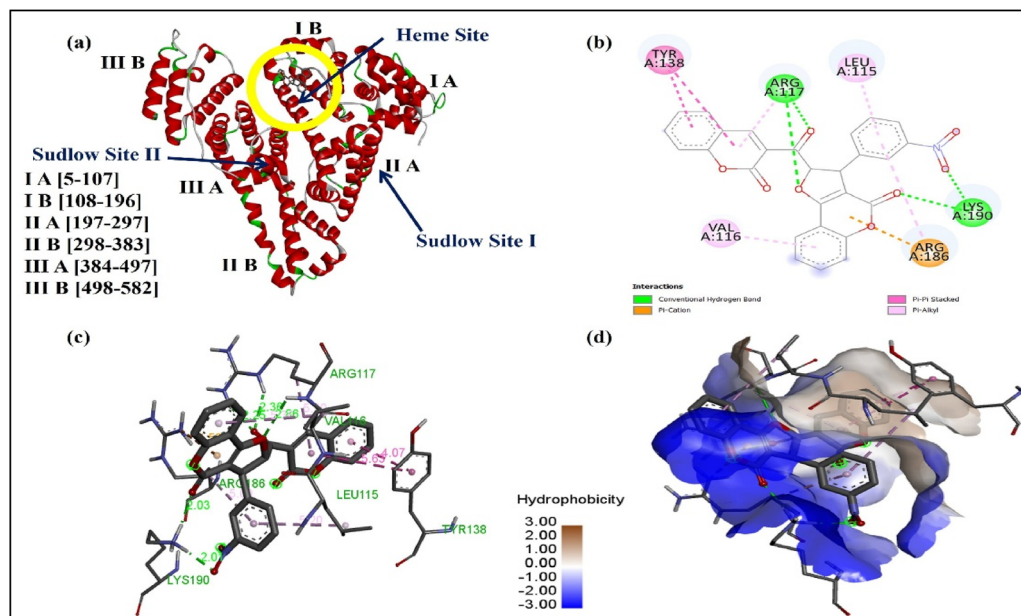 (a)
I B
Heme Site
III B
I A
Sudlow Site II
III A
II A
I A [5-107]
I B [108-196]
II A [197-297]
II B [298-383]
III A [384-497]
III B [498-582]
Sudlow Site I
II B
(b)
TYR
A:138
ARG
A:117
LEU
A:115
VAL
A:116
LYS
A:190
ARG
A:186
Interactions
Conventional Hydrogen Bond
Pi-Cation
Pi-Pi Stacked
Pi-Alkyl
(c)
ARG117
2.36
VAL116
4.07
ARG186
LEU115
2.03
TYR138
LYS190
(d)
Hydrophobicity
3.00
2.00
1.00
0.00
-1.00
-2.00
-3.00